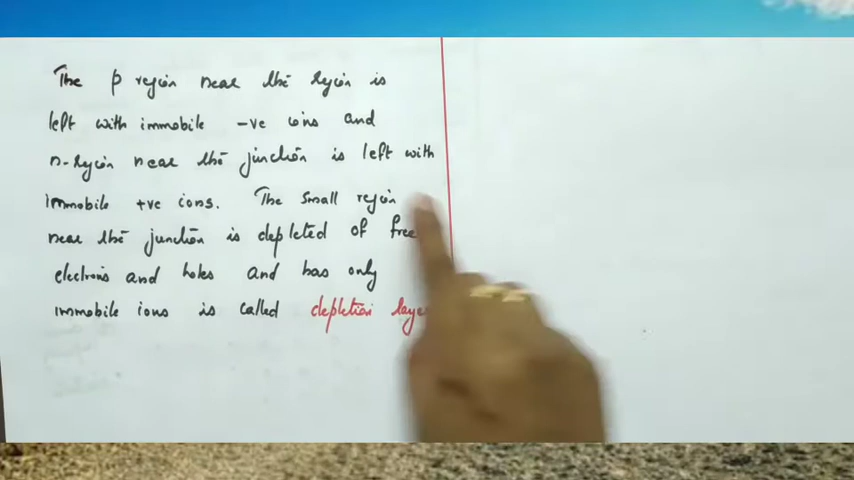 The p region near the region is
left with immobile -ve ions and
n-region near the junction is left with
immobile +ve ions. The small region
near the junction is depleted of free
electrons and holes and has only
immobile ions is called depletion layer